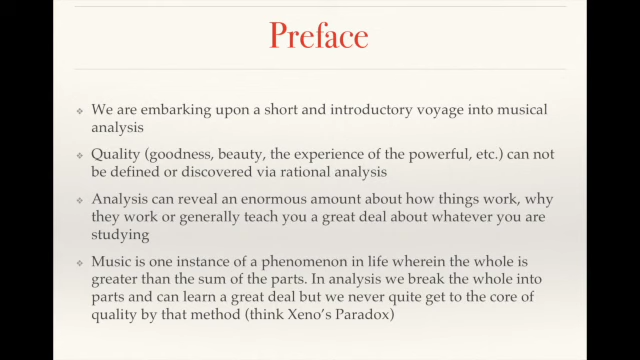 Preface
We are embarking upon a short and introductory voyage into musical
analysis
Quality (goodness, beauty, the experience of the powerful, etc.) can not
be defined or discovered via rational analysis
Analysis can reveal an enormous amount about how things work, why
they work or generally teach you a great deal about whatever you are
studying
Music is one instance of a phenomenon in life wherein the whole is
greater than the sum of the parts. In analysis we break the whole into
parts and can learn a great deal but we never quite get to the core of
quality by that method (think Xeno's Paradox)